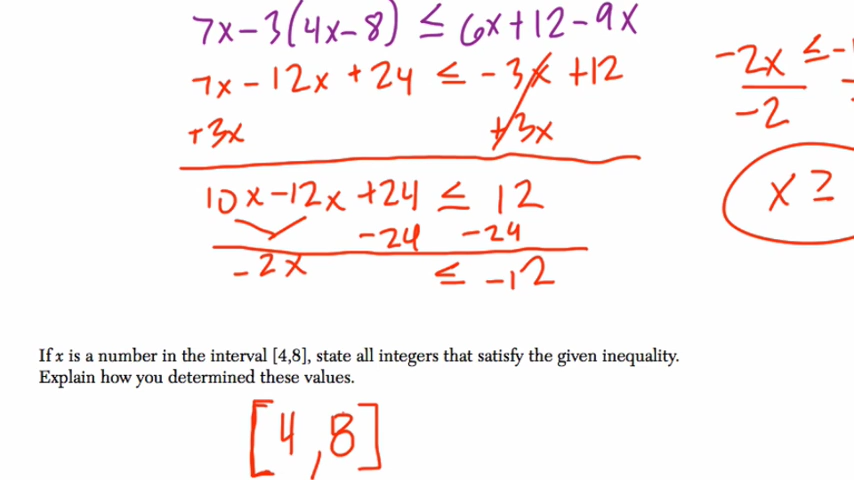 7x-3(4x-8) ≤ 6x+12-9x
7x-12x+24 ≤ -3x+12
+3x +3x
10x-12x+24 ≤ 12
-24 -24
-2x ≤ -12
-2x ≤ -
-2
x ≥
If x is a number in the interval [4,8], state all integers that satisfy the given inequality.
Explain how you determined these values.
[4,8]